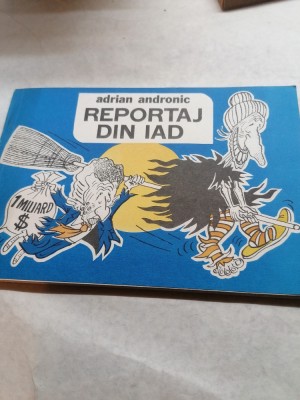 adrian andronic
REPORTAJ
DIN IAD
1 MILIARD
$